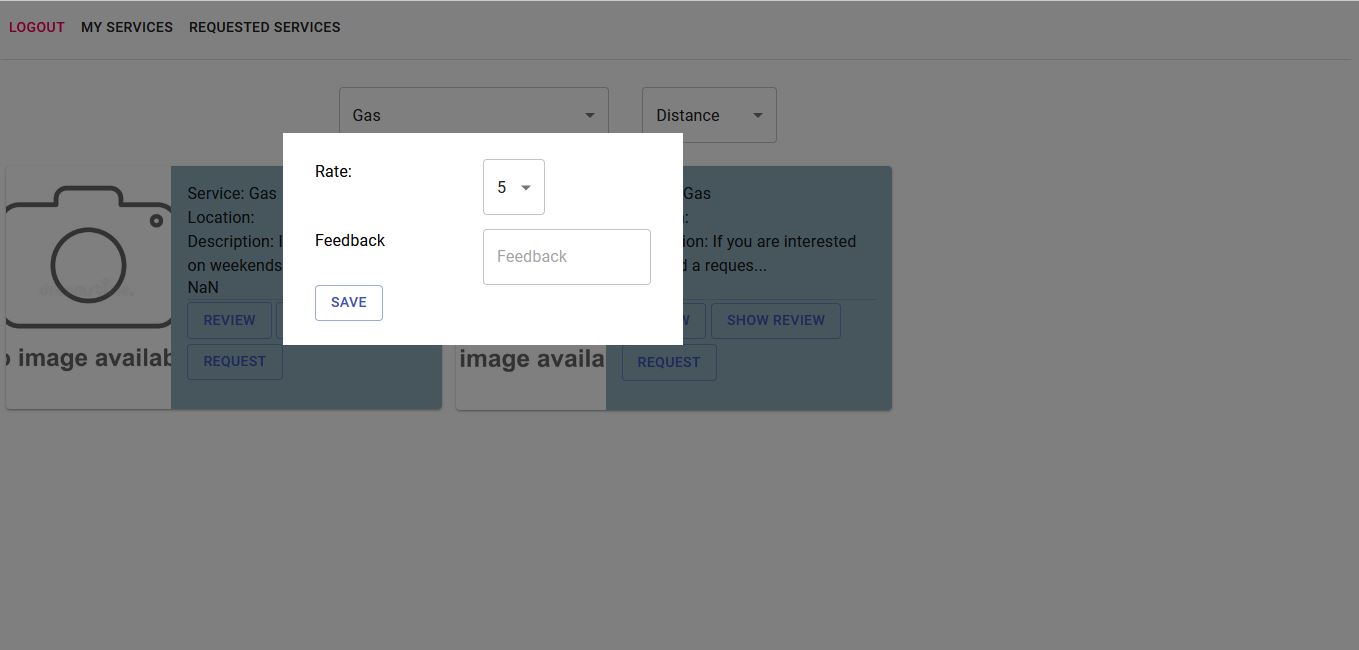 LOGOUT MY SERVICES REQUESTED SERVICES
Gas Distance
Rate: 5
Feedback Feedback
SAVE
Service: Gas
Location:
Description: I
on weekends
NaN
REVIEW
REQUEST
image availab
Gas
:
ion: If you are interested
d a reques...
W SHOW REVIEW
REQUEST
image availa